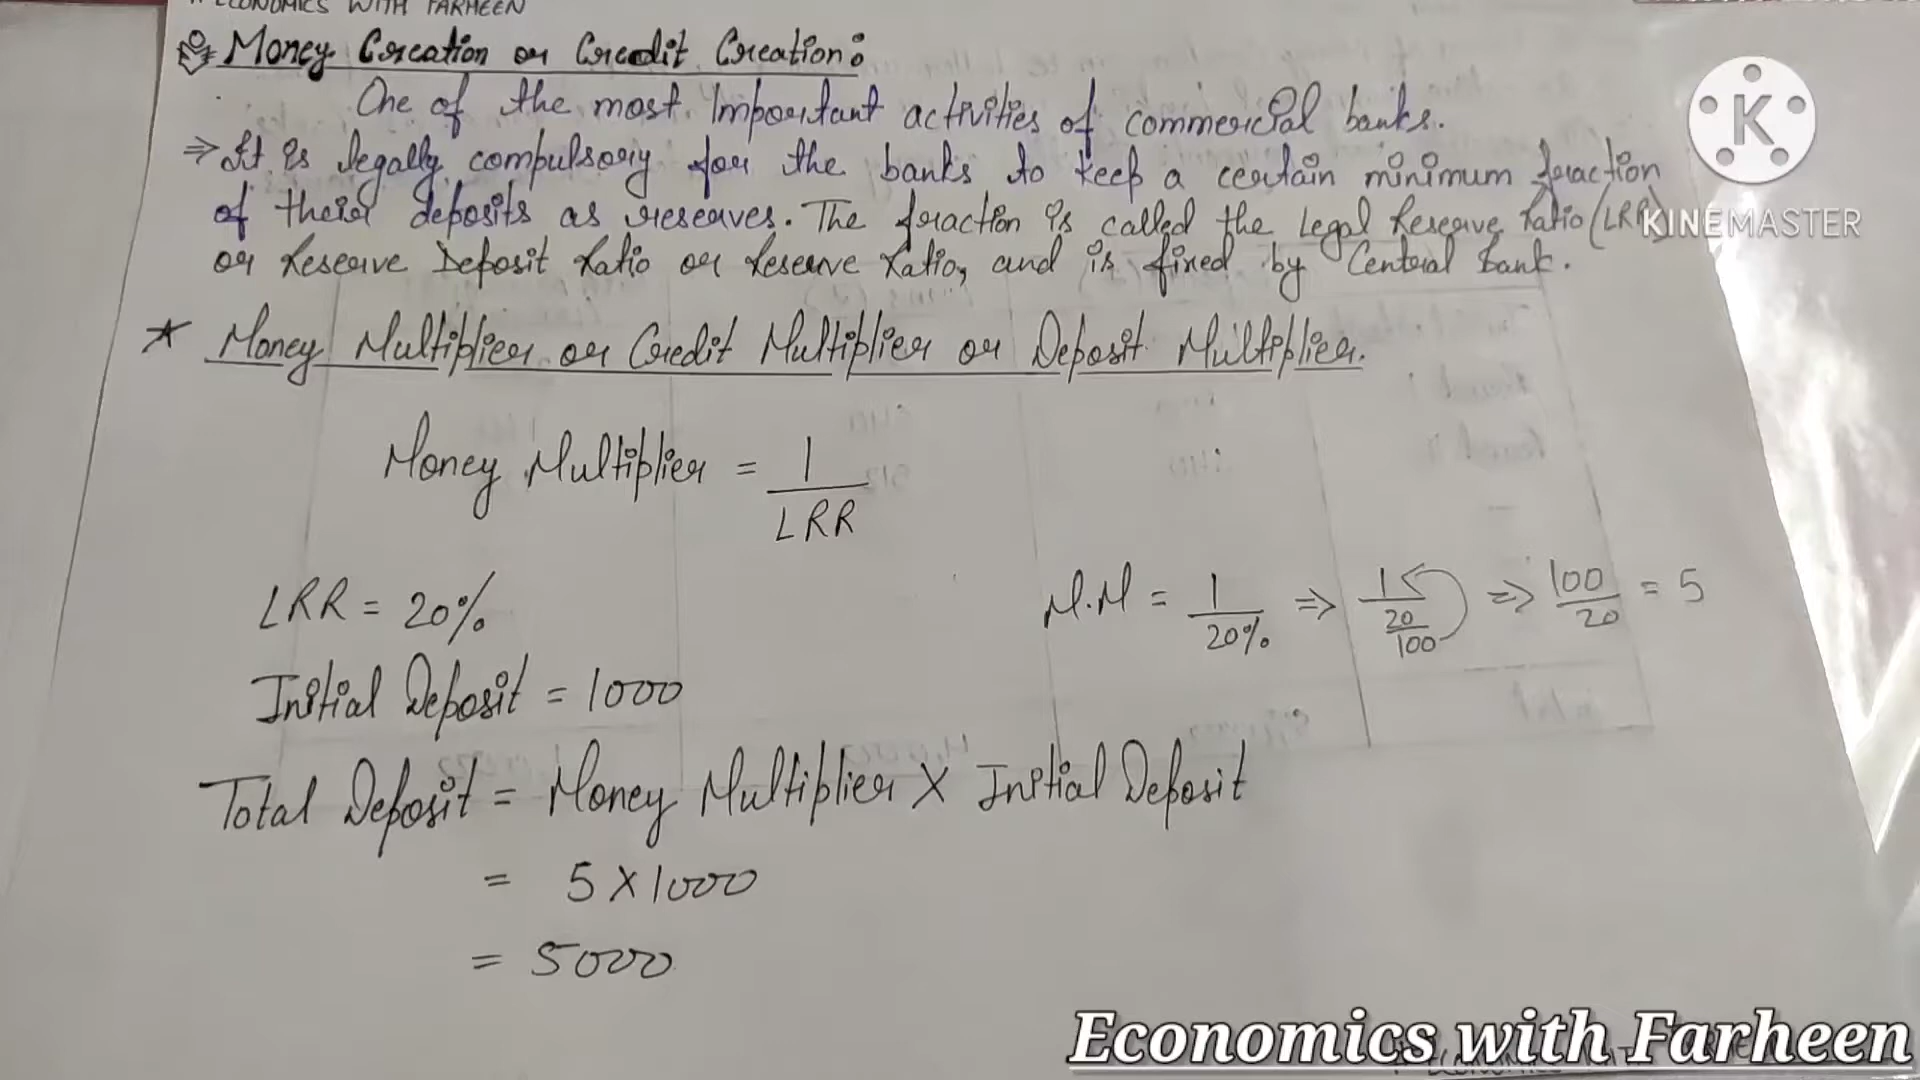 # ECONOMICS WITH FARHEEN
Money Creation or Credit Creation:
One of the most Important activities of commercial banks.
⇒ It is legally compulsory for the banks to keep a certain minimum fraction
of their deposits as reserves. The fraction is called the Legal Reserve Ratio (LRR)
or Reserve Deposit Ratio or Reserve Ratio, and is fixed by Central Bank.
K
KINEMASTER
* Money Multiplier or Credit Multiplier or Deposit Multiplier.
Money Multiplier = 1/LRR
LRR = 20%
M.M = 1/20% ⇒ 1/(20/100) ⇒ 100/20 = 5
Initial Deposit = 1000
Total Deposit = Money Multiplier X Initial Deposit
= 5 X 1000
= 5000
Economics with Farheen